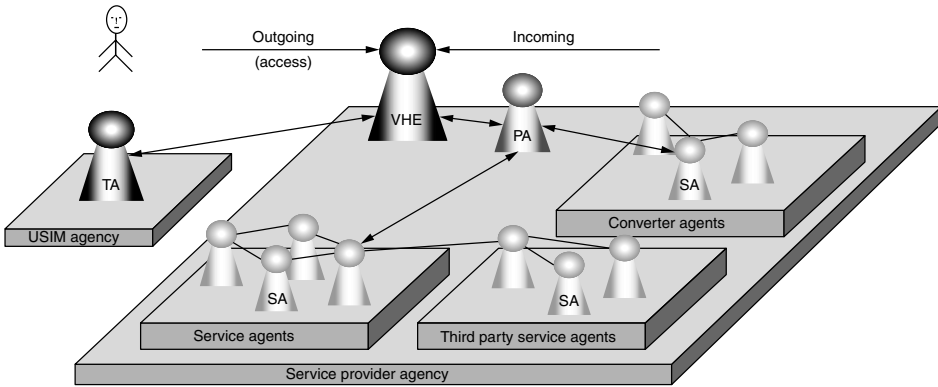 Outgoing
(access)
Incoming
VHE
PA
TA
SA
USIM agency
Converter agents
SA
SA
Service agents
Third party service agents
Service provider agency